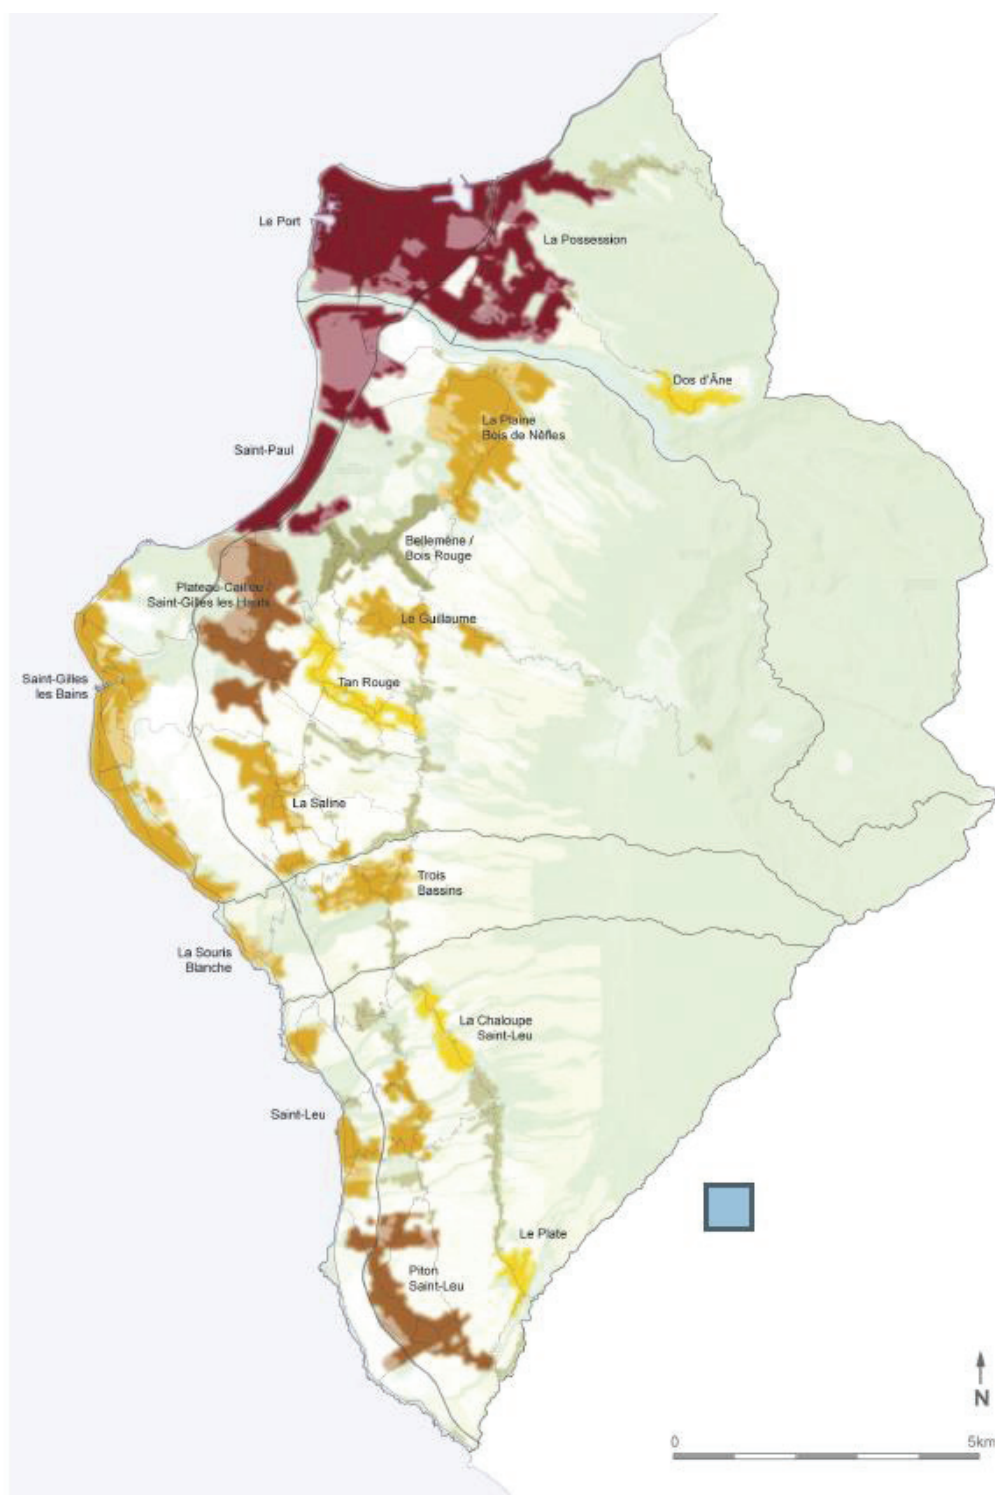 Le Port
La Possession
Dos d'Âne
La Plaine
Bois de Nèfles
Saint-Paul
Bellemène /
Bois Rouge
Plateau-Caillou /
Saint-Gilles les Hauts
Le Guillaume
Saint-Gilles
les Bains
Tan Rouge
La Saline
Trois
Bassins
La Souris
Blanche
La Chaloupe
Saint-Leu
Saint-Leu
Le Plate
Piton
Saint-Leu
N
0
5km